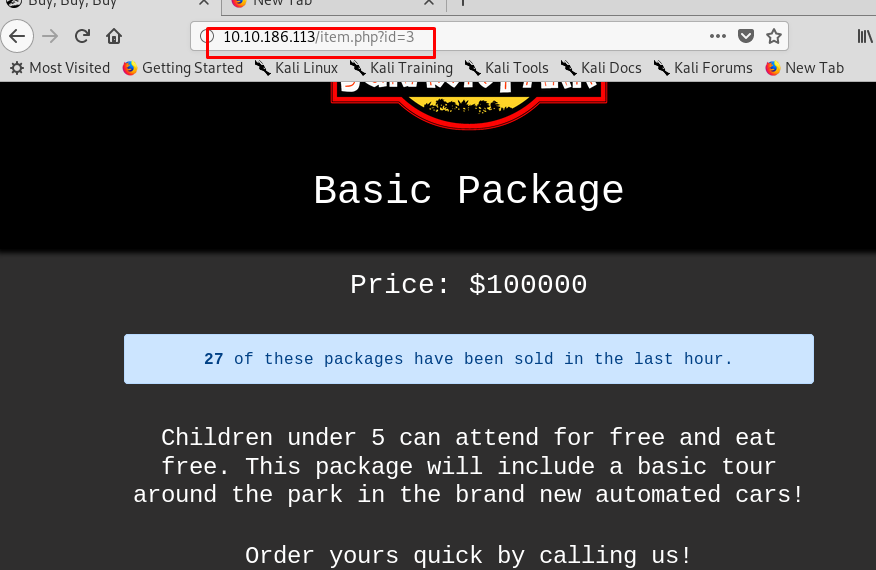 Buy, Buy, Buy × New Tab ×
10.10.186.113/item.php?id=3
Most Visited Getting Started Kali Linux Kali Training Kali Tools Kali Docs Kali Forums New Tab
Basic Package
Price: $100000
27 of these packages have been sold in the last hour.
Children under 5 can attend for free and eat
free. This package will include a basic tour
around the park in the brand new automated cars!
Order yours quick by calling us!